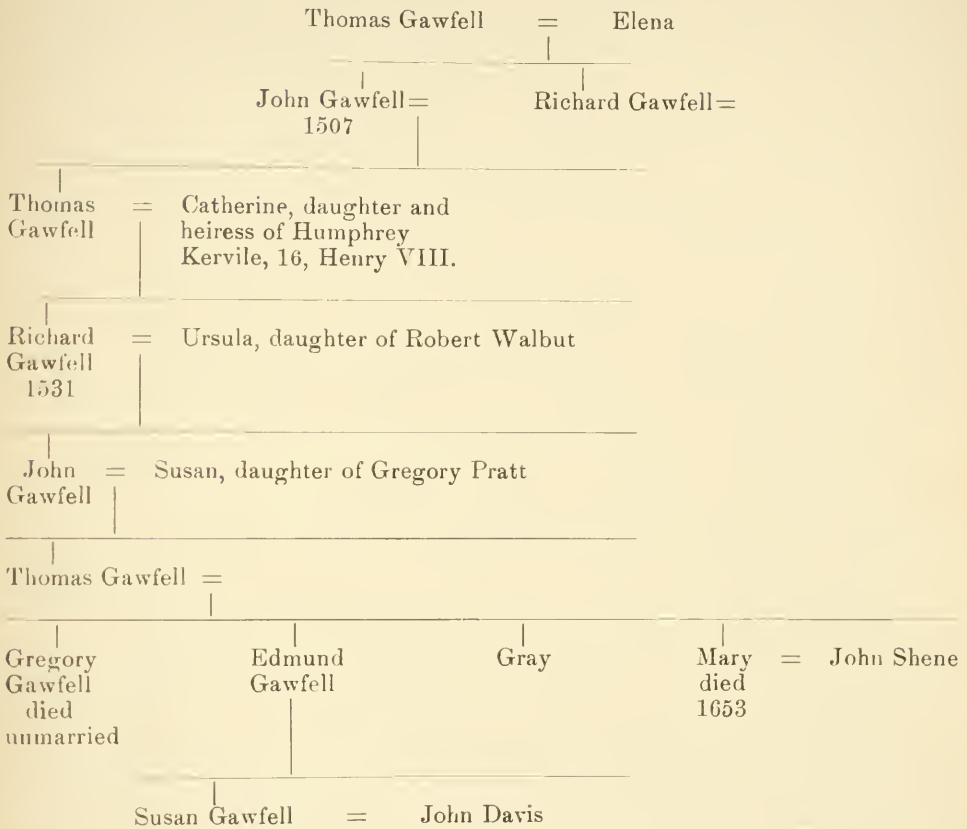 Thomas Gawfell = Elena
John Gawfell= Richard Gawfell=
1507
Thomas = Catherine, daughter and
Gawfell heiress of Humphrey
Kervile, 16, Henry VIII.
Richard = Ursula, daughter of Robert Walbut
Gawfell
1531
John = Susan, daughter of Gregory Pratt
Gawfell
Thomas Gawfell =
Gregory Edmund Gray Mary = John Shene
Gawfell Gawfell died
died 1653
unmarried
Susan Gawfell = John Davis